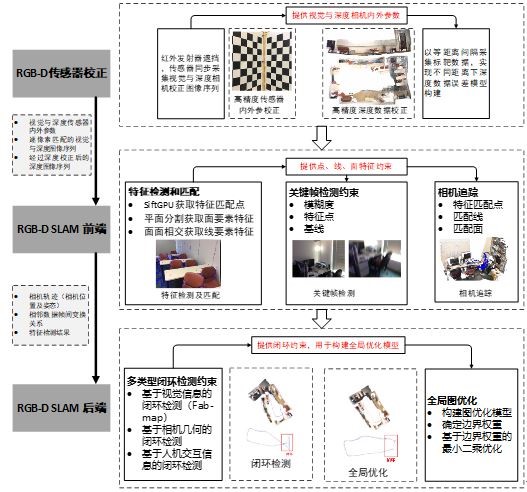 提供视觉与深度相机内外参数
RGB-D传感器校正
红外发射器遮挡
，传感器同步采
集视觉与深度相
机校正图像序列
高精度传感器
内外参数校正
高精度深度数据校正
以等距离间隔采
集标靶数据，实
现不同距离下深
度数据误差模型
构建
• 视觉与深度传感器
内外参数
• 逐像素匹配的视觉
与深度图像序列
• 经过深度校正后的
深度图像序列
提供点、线、面特征约束
RGB-D SLAM 前端
特征检测和匹配
• SiftGPU获取特征匹配点
• 平面分割获取面要素特征
• 面面相交获取线要素特征
特征检测及匹配
关键帧检测约束
• 模糊度
• 特征点
• 基线
关键帧检测
相机追踪
• 特征匹配点
• 匹配线
• 匹配面
相机追踪
• 相机轨迹（相机位
置及姿态）
• 相邻数据帧间变换
关系
• 特征检测结果
提供闭环约束，用于构建全局优化模型
RGB-D SLAM 后端
多类型闭环检测约束
• 基于视觉信息的
闭环检测（Fab-
map）
• 基于相机几何的
闭环检测
• 基于人机交互信
息的闭环检测
闭环检测
全局优化
全局图优化
• 构建图优化模型
• 确定边界权重
• 基于边界权重的
最小二乘优化